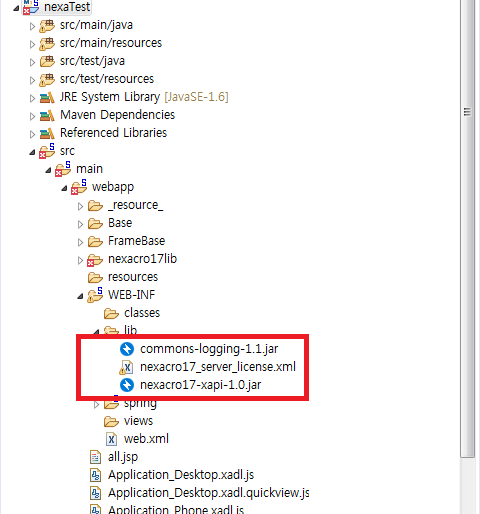 nexaTest
src/main/java
src/main/resources
src/test/java
src/test/resources
JRE System Library [JavaSE-1.6]
Maven Dependencies
Referenced Libraries
src
main
webapp
_resource_
Base
FrameBase
nexacro17lib
resources
WEB-INF
classes
lib
commons-logging-1.1.jar
nexacro17_server_license.xml
nexacro17-xapi-1.0.jar
spring
views
web.xml
all.jsp
Application_Desktop.xadl.js
Application_Desktop.xadl.quickview.js
Application_Phone.xadl.js